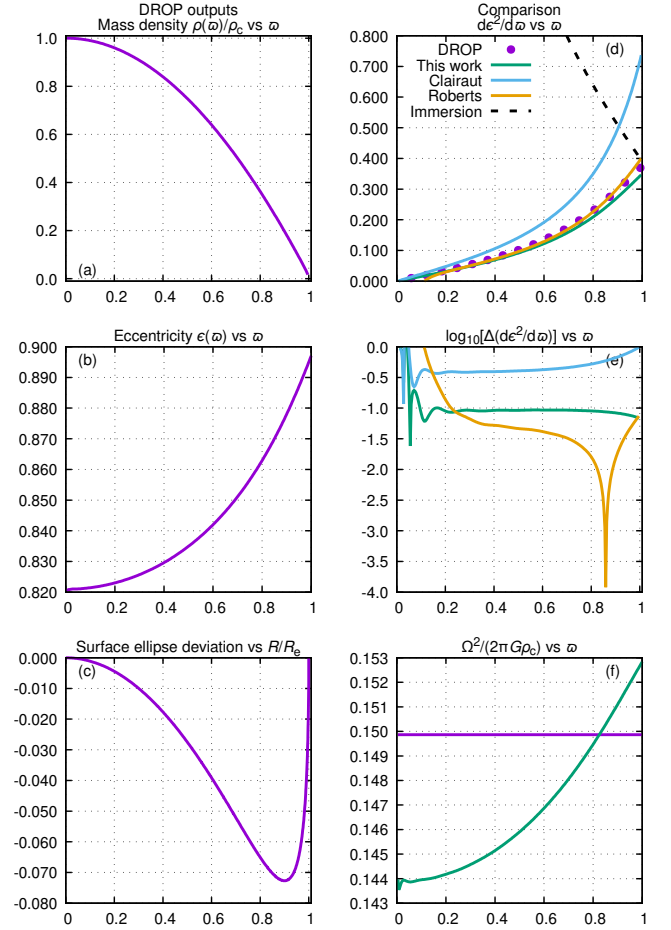 DROP outputs
Mass density ρ(ϖ)/ρc vs ϖ
1.0
0.8
0.6
0.4
0.2
0.0
(a)
0 0.2 0.4 0.6 0.8 1
Comparison
dϵ²/dϖ vs ϖ
0.800
0.700
0.600
0.500
0.400
0.300
0.200
0.100
0.000
(d)
DROP
This work
Clairaut
Roberts
Immersion
0 0.2 0.4 0.6 0.8 1
Eccentricity ϵ(ϖ) vs ϖ
0.900
0.880
0.870
0.860
0.850
0.840
0.830
0.820
(b)
0 0.2 0.4 0.6 0.8 1
log10[Δ(dϵ²/dϖ)] vs ϖ
0.0
-0.5
-1.0
-1.5
-2.0
-2.5
-3.0
-3.5
-4.0
(e)
0 0.2 0.4 0.6 0.8 1
Surface ellipse deviation vs R/Re
0.000
-0.010
-0.020
-0.030
-0.040
-0.050
-0.060
-0.070
-0.080
(c)
0 0.2 0.4 0.6 0.8 1
Ω²/(2πGρc) vs ϖ
0.153
0.152
0.151
0.150
0.149
0.147
0.146
0.145
0.144
0.143
(f)
0 0.2 0.4 0.6 0.8 1